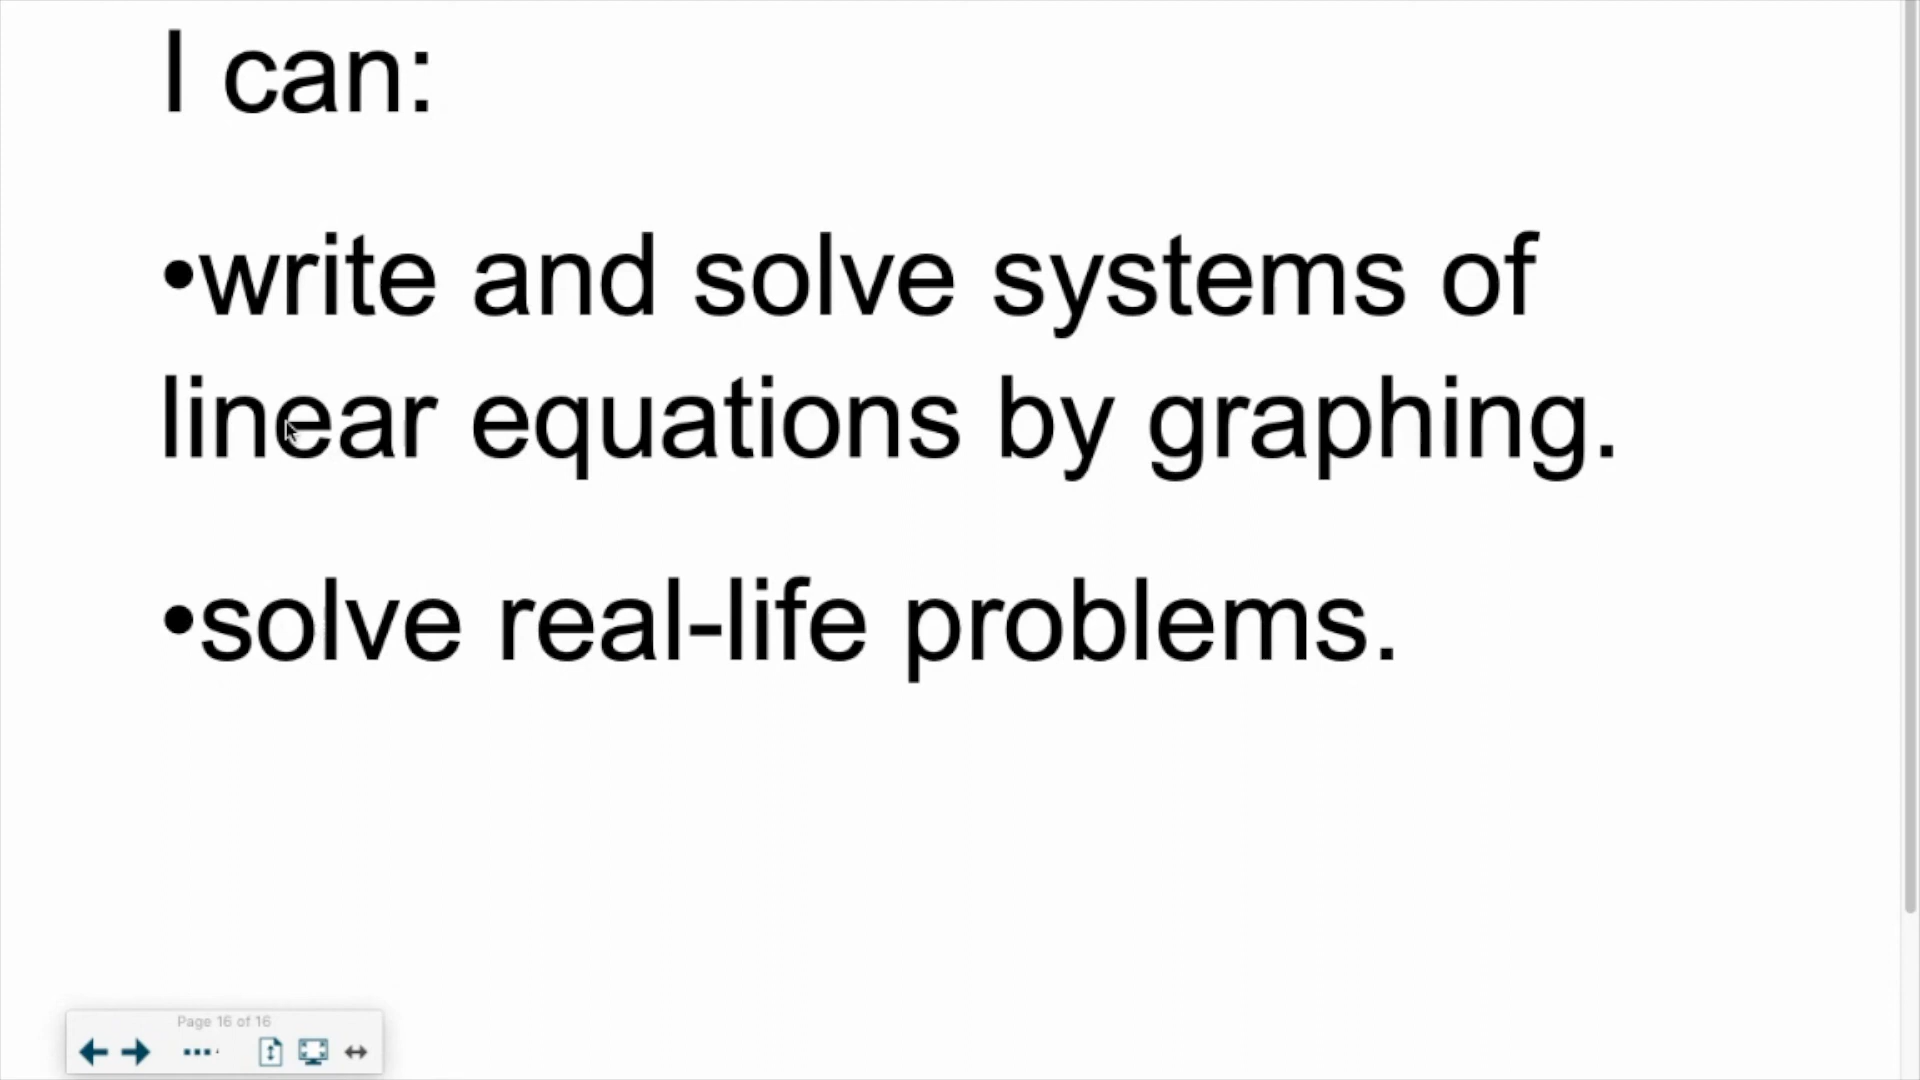 I can:
•write and solve systems of
linear equations by graphing.
•solve real-life problems.
Page 16 of 16